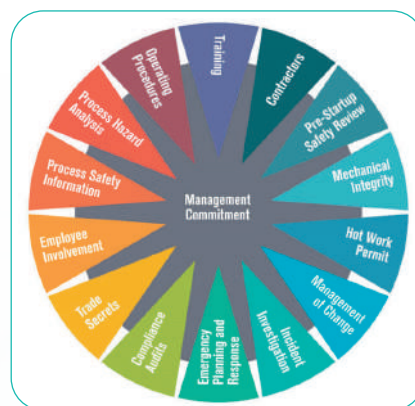 Training
Contractors
Pre-Startup
Safety Review
Mechanical
Integrity
Hot Work
Permit
Management
of Change
Incident
Investigation
Emergency
Planning and
Response
Compliance
Audits
Trade
Secrets
Employee
Involvement
Process Safety
Information
Process Hazard
Analysis
Operating
Procedures
Management
Commitment